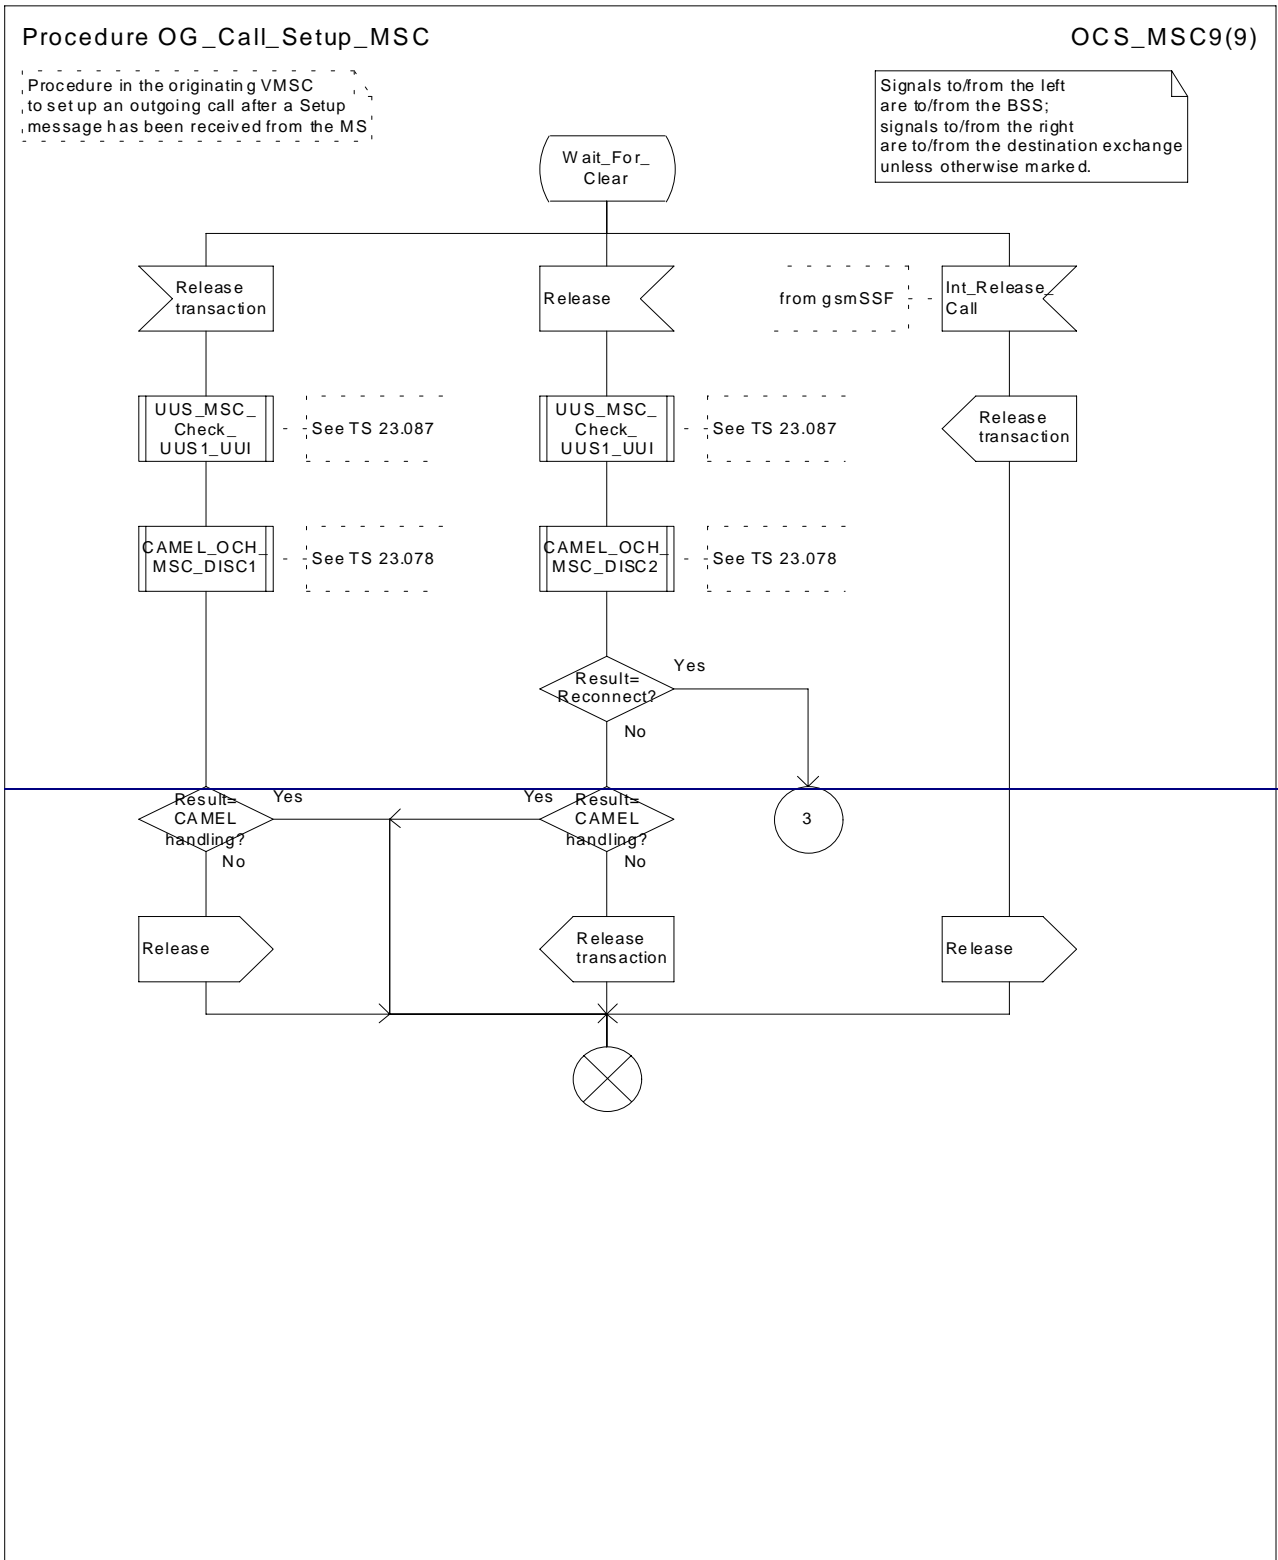 Procedure OG_Call_Setup_MSC
OCS_MSC9(9)
Procedure in the originating VMSC
to set up an outgoing call after a Setup
message has been received from the MS
Signals to/from the left
are to/from the BSS;
signals to/from the right
are to/from the destination exchange
unless otherwise marked.
Wait_For_
Clear
Release
transaction
Release
from gsmSSF
Int_Release_
Call
UUS_MSC_
Check_
UUS1_UUI
See TS 23.087
UUS_MSC_
Check_
UUS1_UUI
See TS 23.087
Release
transaction
CAMEL_OCH_
MSC_DISC1
See TS 23.078
CAMEL_OCH_
MSC_DISC2
See TS 23.078
Result=
Reconnect?
Yes
No
Result=
CAMEL
handling?
Yes
No
Yes
Result=
CAMEL
handling?
No
3
Release
Release
transaction
Release